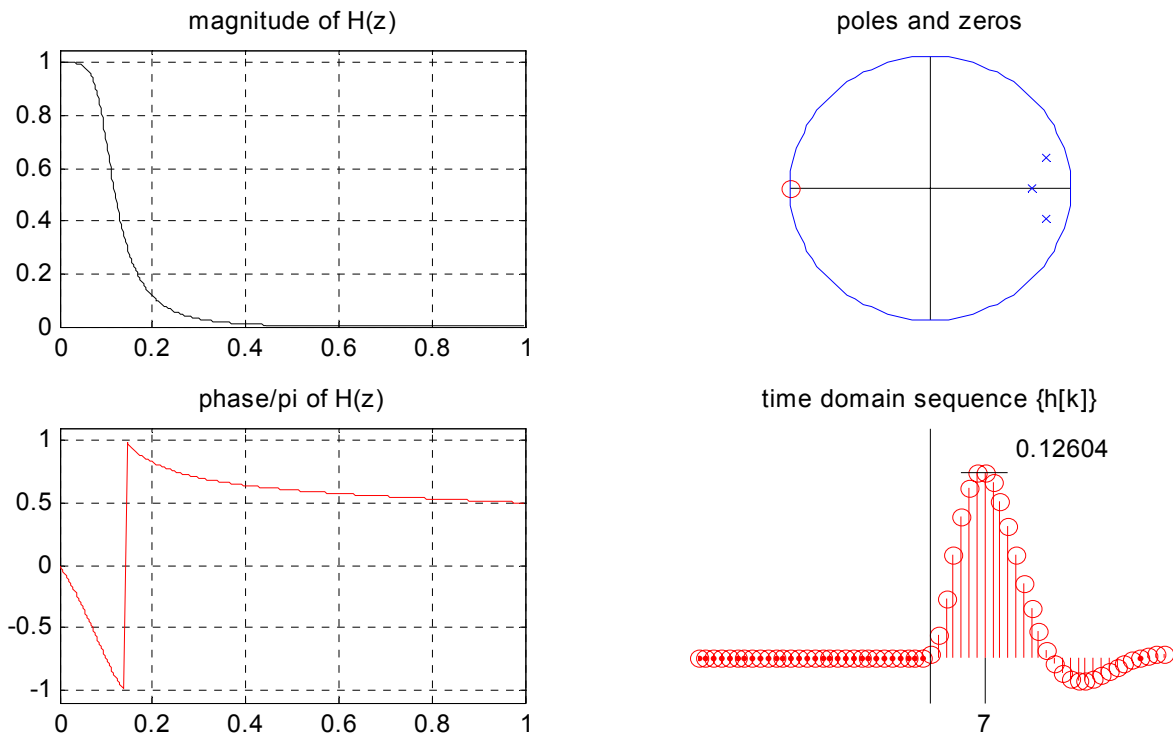 magnitude of H(z)
1
0.8
0.6
0.4
0.2
0
0 0.2 0.4 0.6 0.8 1
poles and zeros
phase/pi of H(z)
1
0.5
0
-0.5
-1
0 0.2 0.4 0.6 0.8 1
time domain sequence {h[k]}
0.12604
7